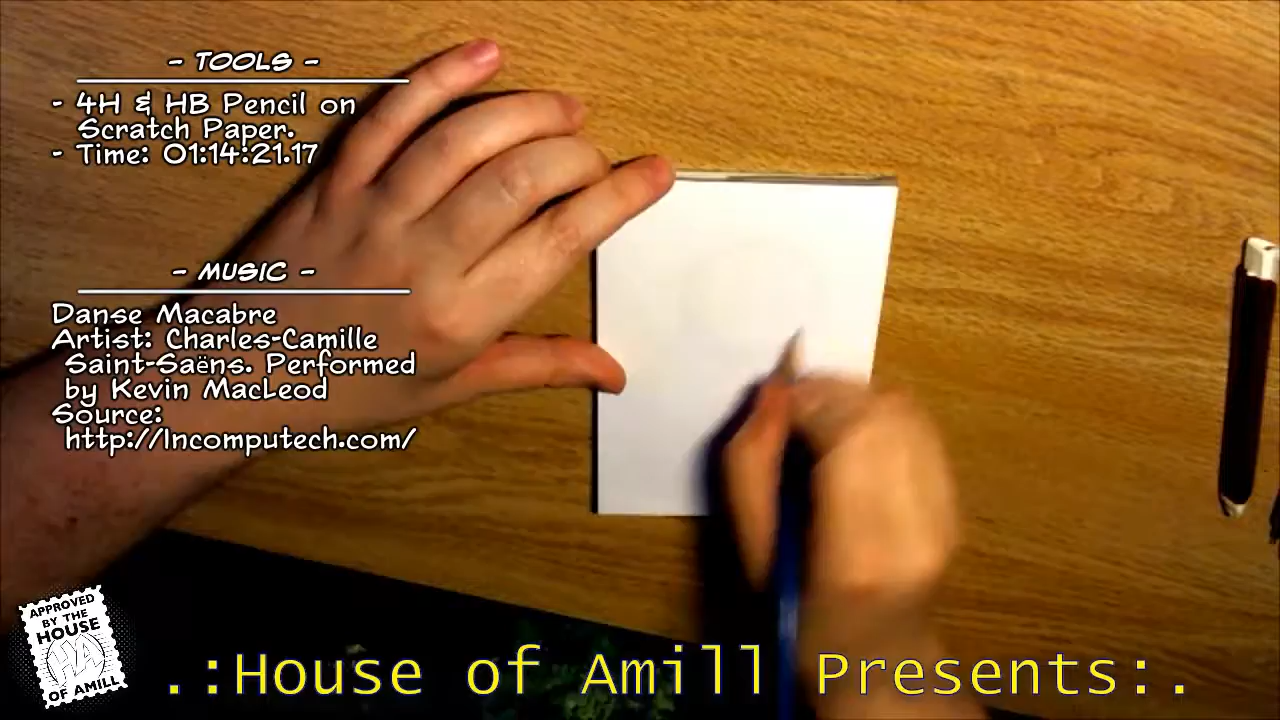 - TOOLS -
- 4H & HB Pencil on
Scratch Paper.
- Time: 01:14:21.17
- MUSIC -
Danse Macabre
Artist: Charles-Camille
Saint-Saëns. Performed
by Kevin MacLeod
Source:
http://Incomputech.com/
APPROVED
BY THE
HOUSE
HA
OF AMILL
.:House of Amill Presents:.